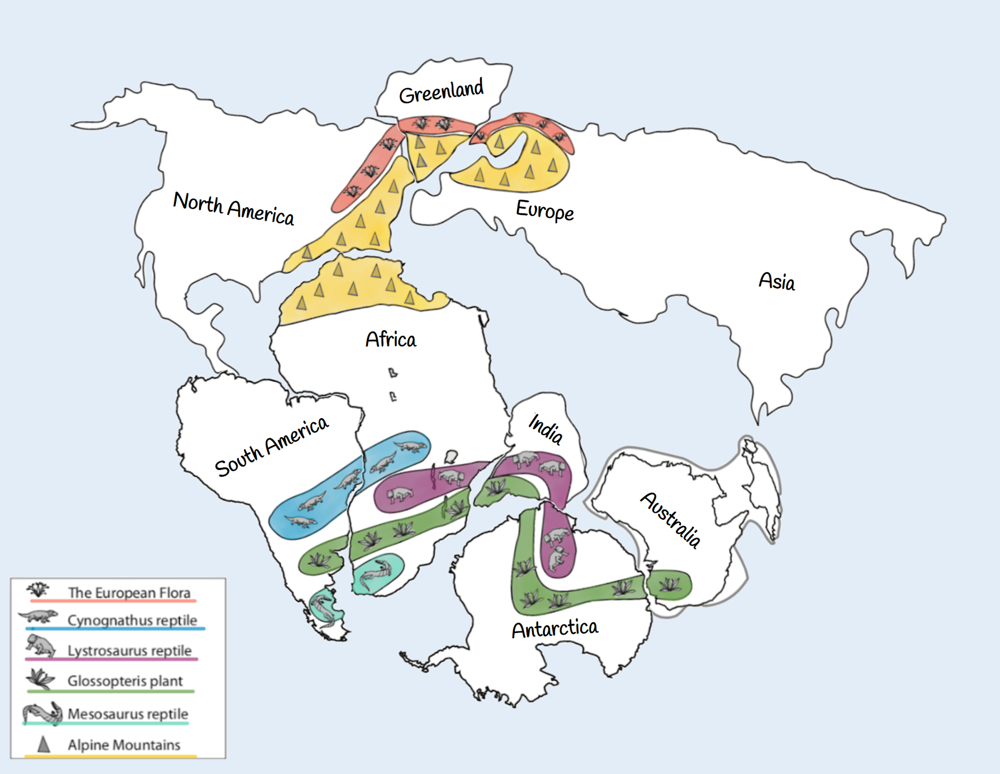 Greenland
North America
Europe
Asia
Africa
South America
India
Australia
Antarctica
The European Flora
Cynognathus reptile
Lystrosaurus reptile
Glossopteris plant
Mesosaurus reptile
Alpine Mountains